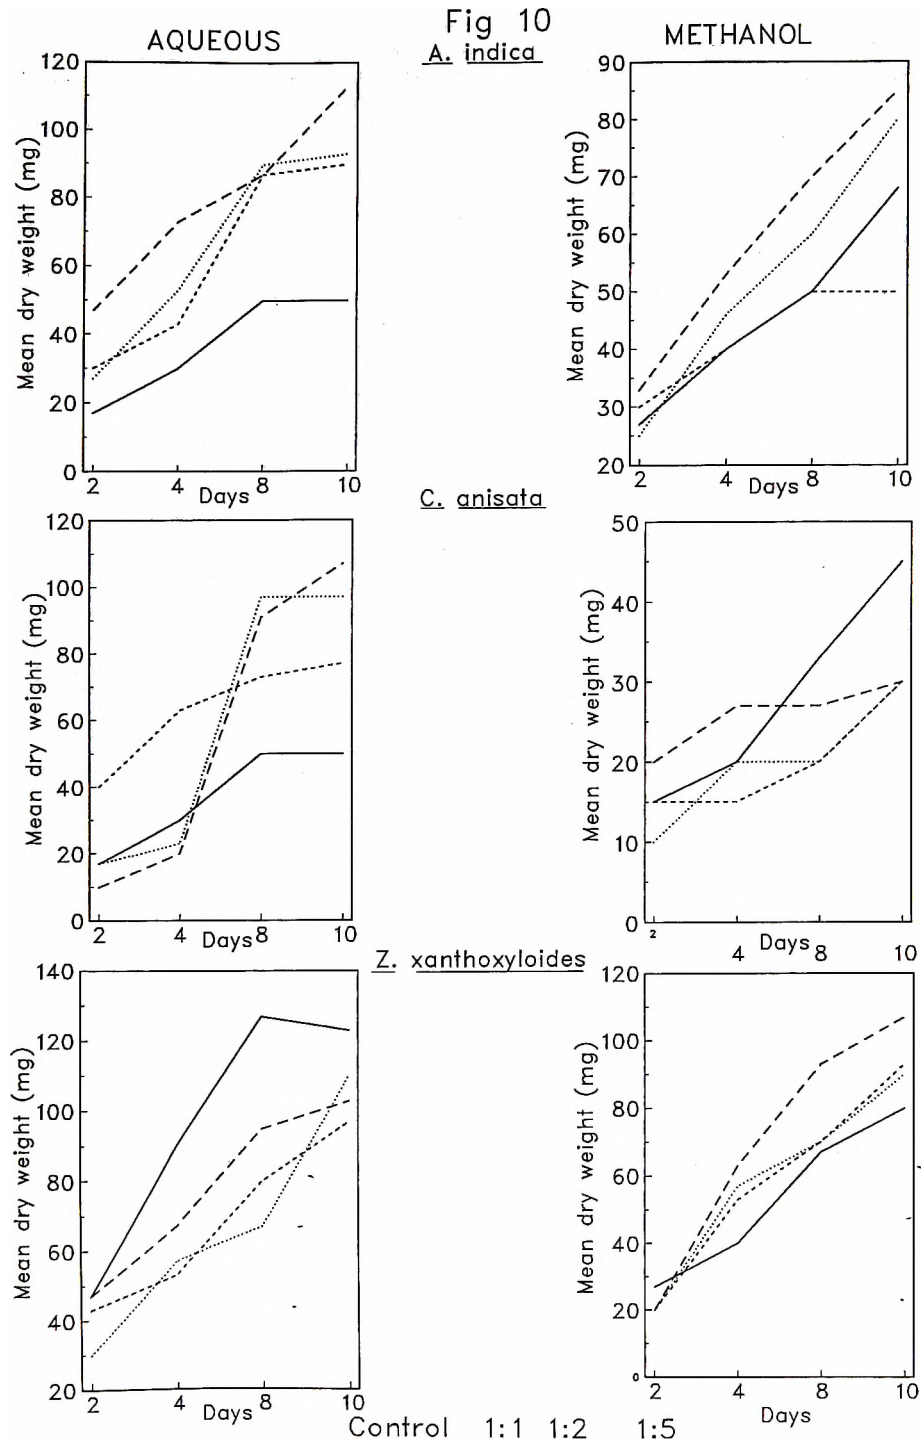 Fig 10
AQUEOUS
METHANOL
A. indica
120
100
80
60
40
20
0
Mean dry weight (mg)
2 4 8 10
Days
90
80
70
60
50
40
30
20
Mean dry weight (mg)
2 4 8 10
Days
C. anisata
120
100
80
60
40
20
0
Mean dry weight (mg)
2 4 8 10
Days
50
40
30
20
10
0
Mean dry weight (mg)
2 4 8 10
Days
Z. xanthoxyloides
140
120
100
80
60
40
20
Mean dry weight (mg)
2 4 8 10
Days
120
100
80
60
40
20
0
Mean dry weight (mg)
2 4 8 10
Days
Control 1:1 1:2 1:5